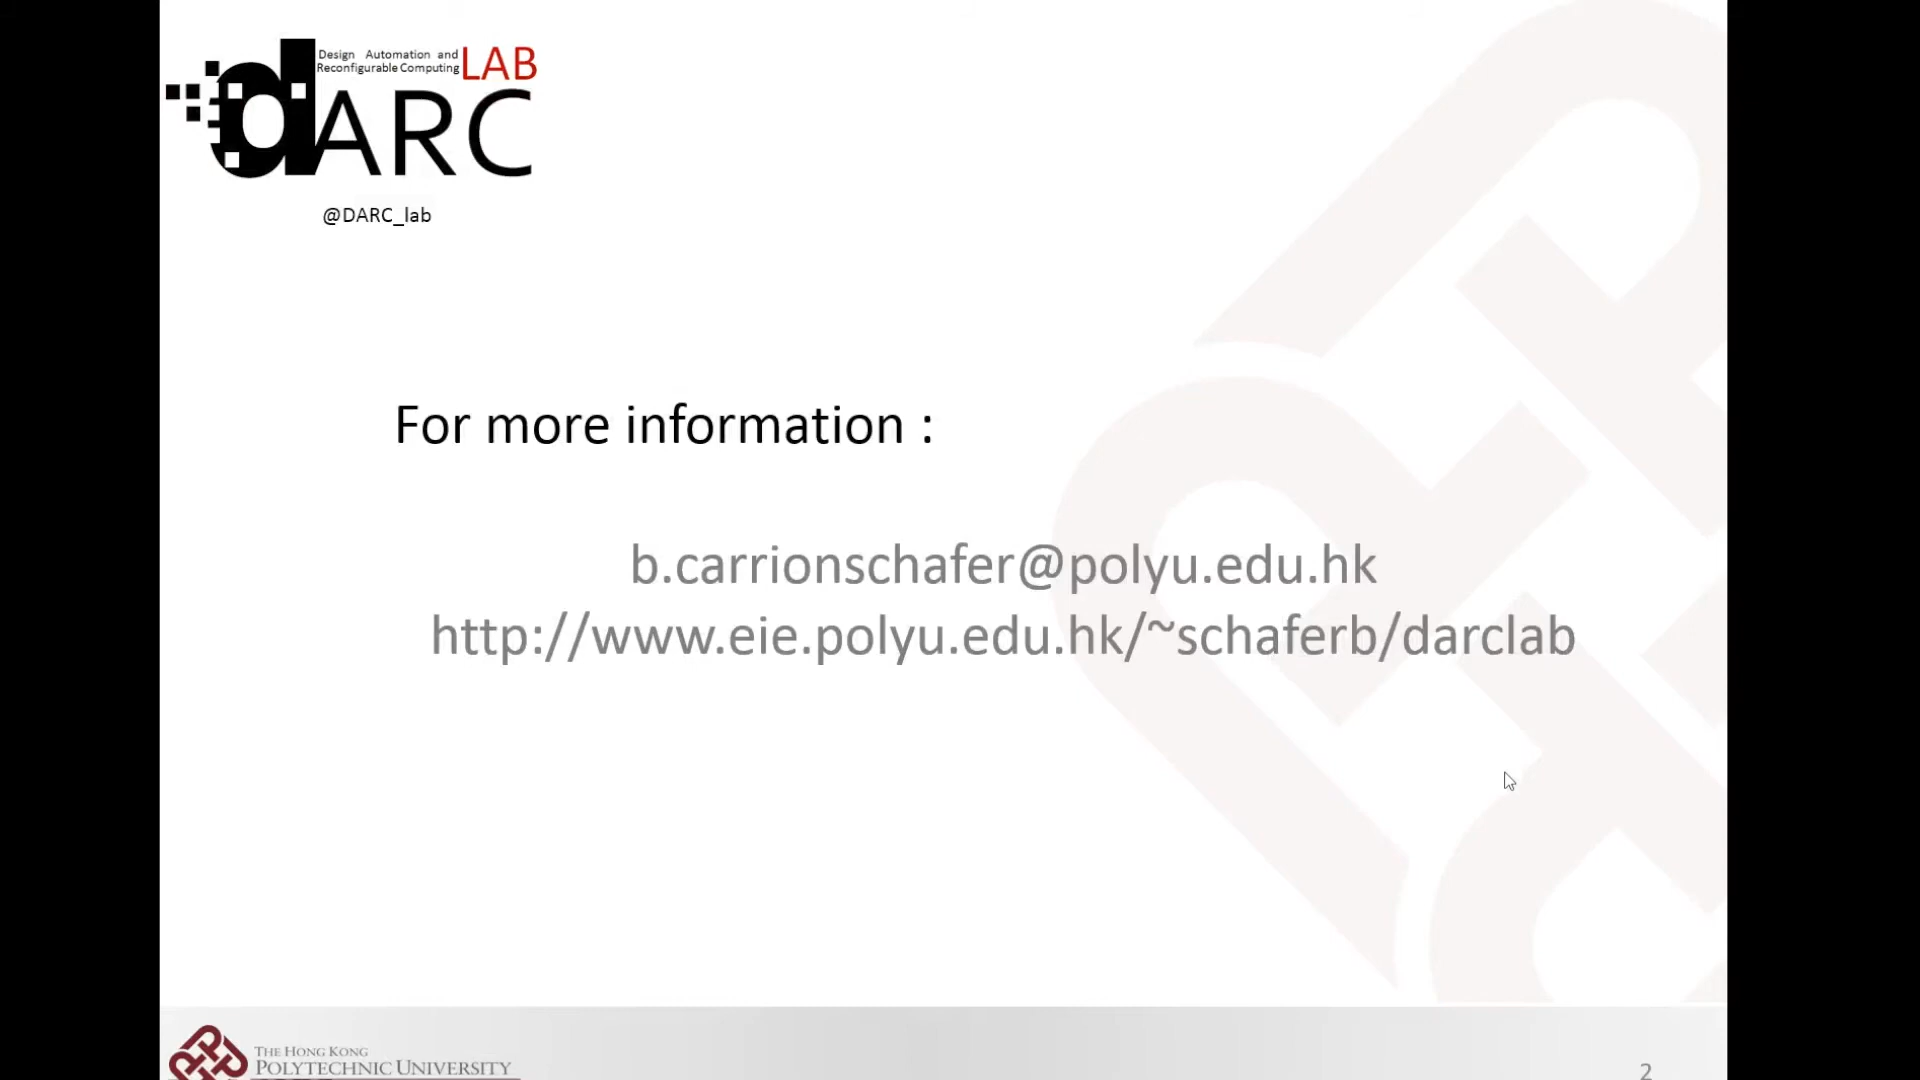 Design Automation and
Reconfigurable Computing LAB
dARC
@DARC_lab
For more information :
b.carrionschafer@polyu.edu.hk
http://www.eie.polyu.edu.hk/~schaferb/darclab
THE HONG KONG
POLYTECHNIC UNIVERSITY
2